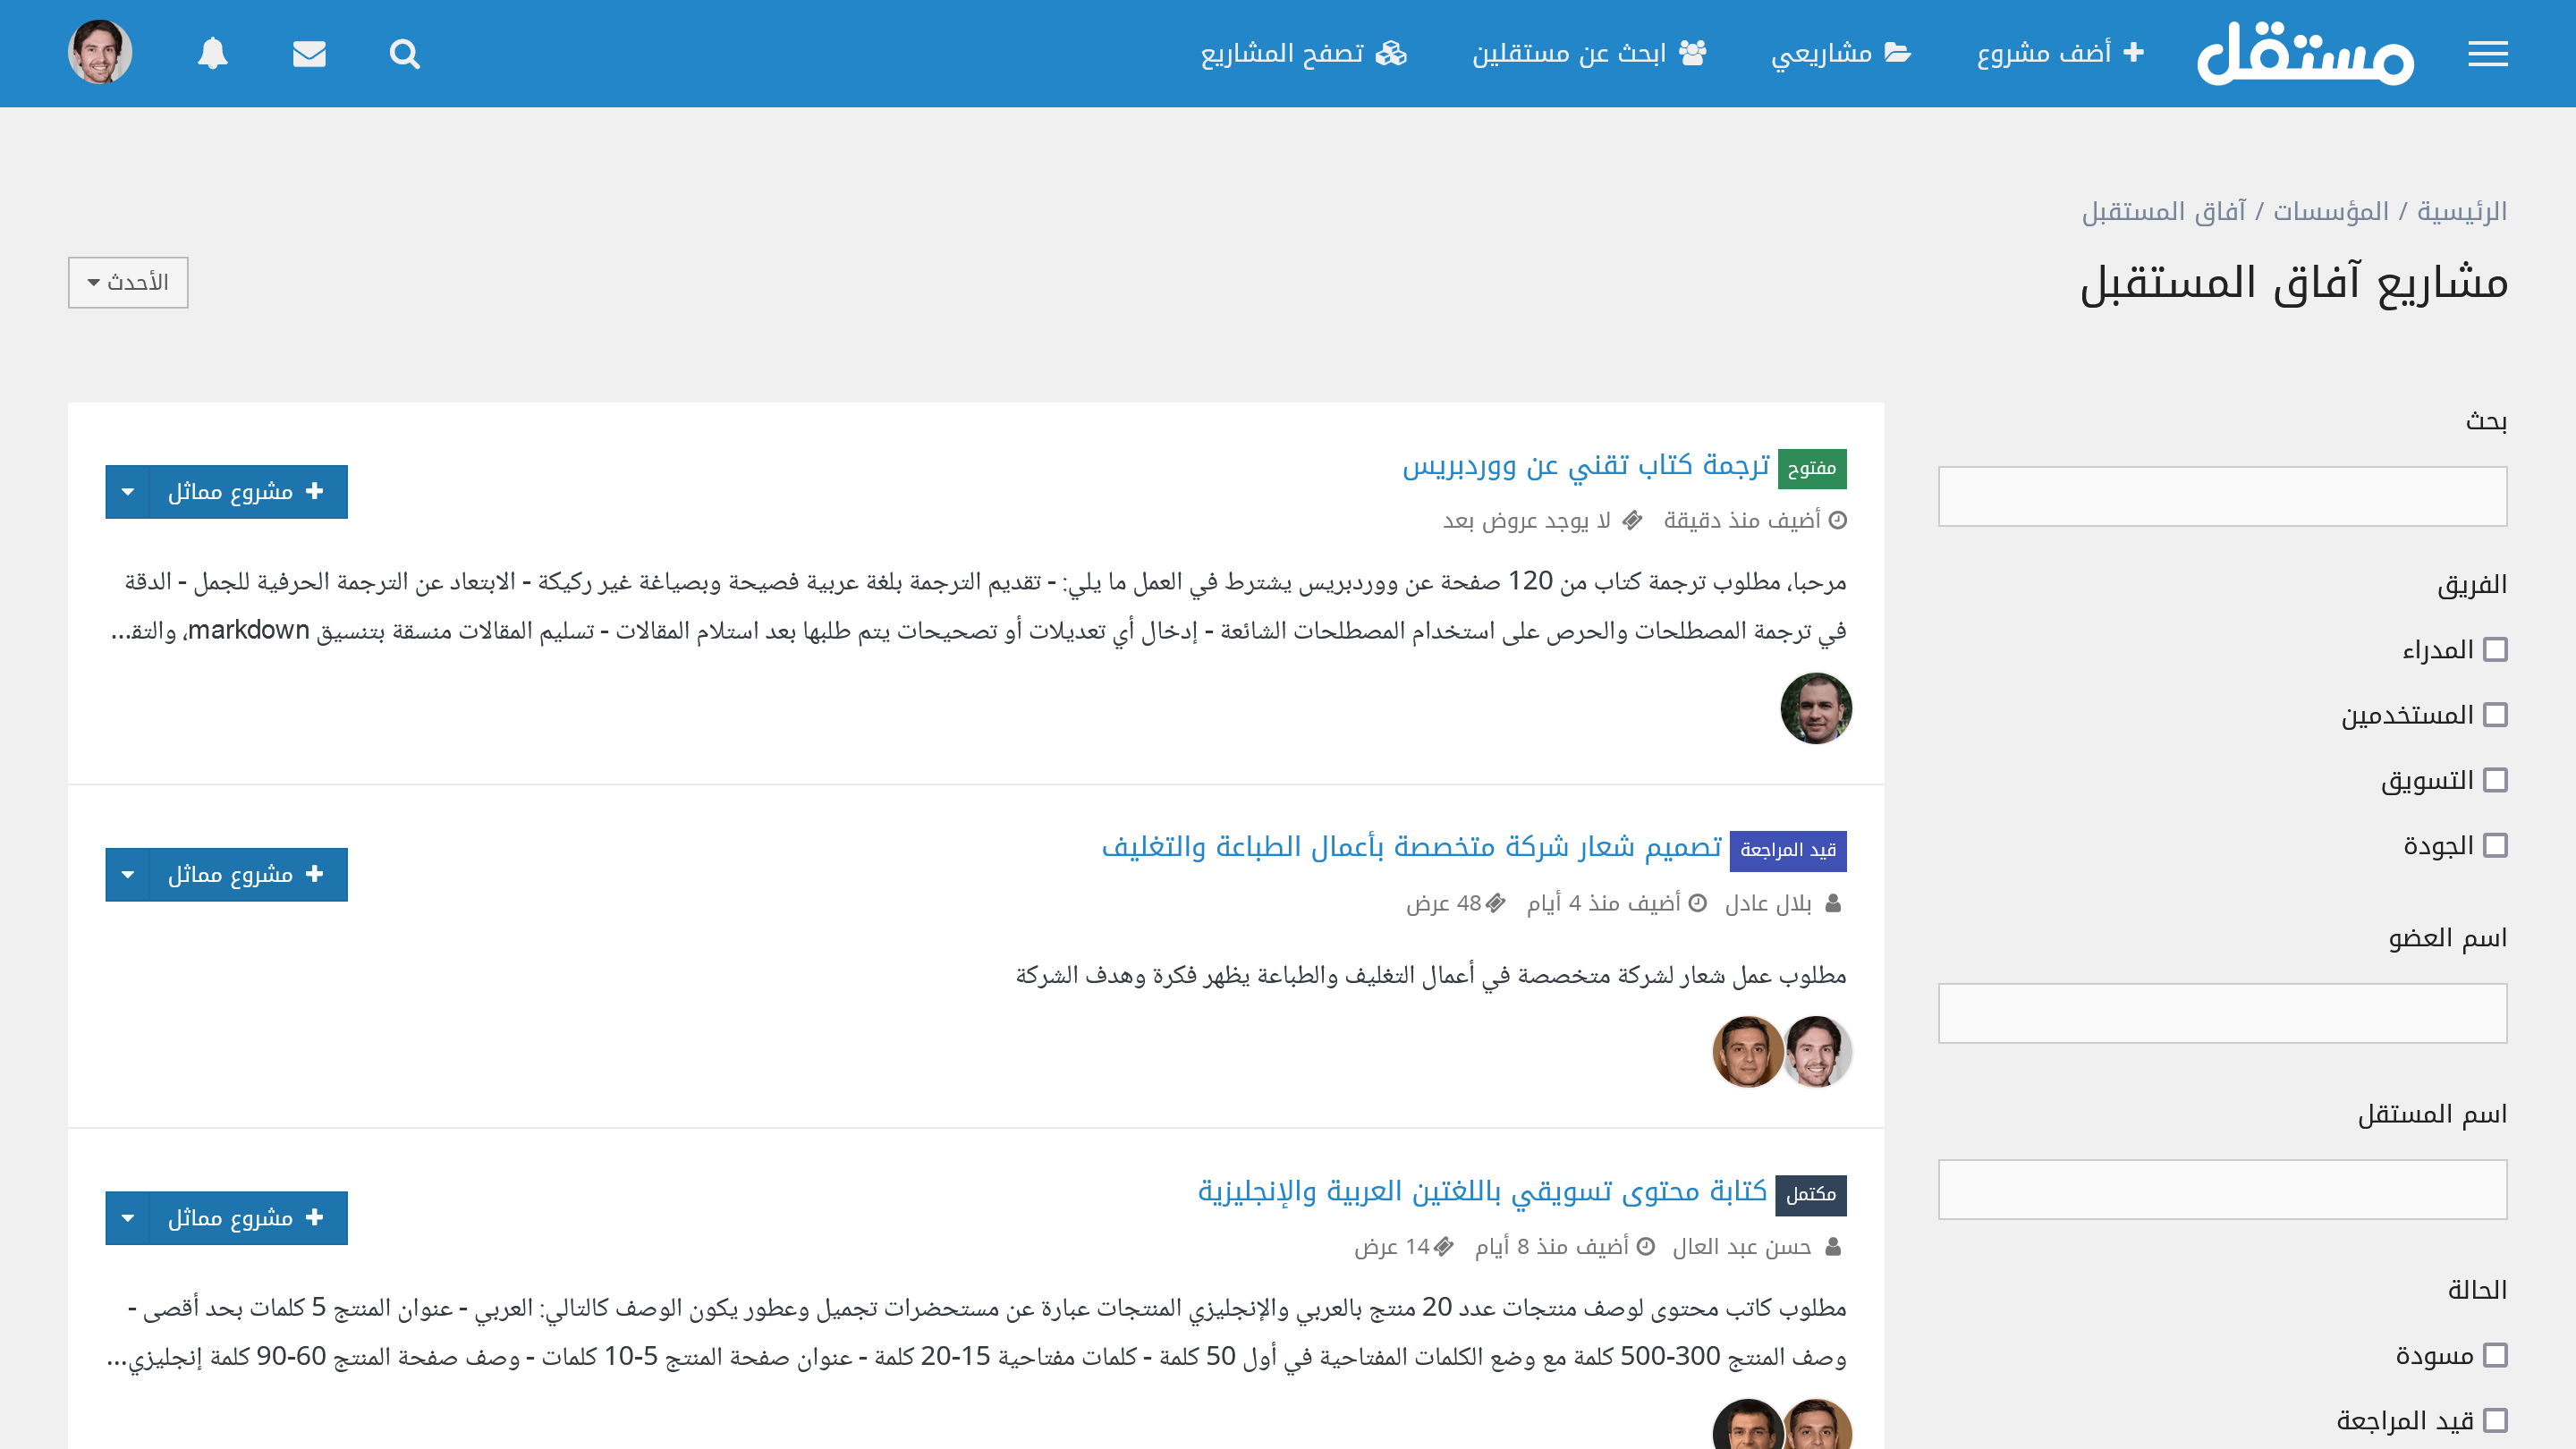 مستقل
أضف مشروع
مشاريعي
ابحث عن مستقلين
تصفح المشاريع
الرئيسية / المؤسسات / آفاق المستقبل
مشاريع آفاق المستقبل
الأحدث
بحث
الفريق
المدراء
المستخدمين
التسويق
الجودة
اسم العضو
اسم المستقل
الحالة
مسودة
قيد المراجعة
مفتوح ترجمة كتاب تقني عن ووردبريس
مشروع مماثل
أضيف منذ دقيقة لا يوجد عروض بعد
مرحبا، مطلوب ترجمة كتاب من 120 صفحة عن ووردبريس يشترط في العمل ما يلي: - تقديم الترجمة بلغة عربية فصيحة وبصياغة غير ركيكة - الابتعاد عن الترجمة الحرفية للجمل - الدقة
في ترجمة المصطلحات والحرص على استخدام المصطلحات الشائعة - إدخال أي تعديلات أو تصحيحات يتم طلبها بعد استلام المقالات - تسليم المقالات منسقة بتنسيق markdown، والتق...
قيد المراجعة تصميم شعار شركة متخصصة بأعمال الطباعة والتغليف
مشروع مماثل
بلال عادل أضيف منذ 4 أيام 48 عرض
مطلوب عمل شعار لشركة متخصصة في أعمال التغليف والطباعة يظهر فكرة وهدف الشركة
مكتمل كتابة محتوى تسويقي باللغتين العربية والإنجليزية
مشروع مماثل
حسن عبد العال أضيف منذ 8 أيام 14 عرض
مطلوب كاتب محتوى لوصف منتجات عدد 20 منتج بالعربي والإنجليزي المنتجات عبارة عن مستحضرات تجميل وعطور يكون الوصف كالتالي: العربي - عنوان المنتج 5 كلمات بحد أقصى -
وصف المنتج 300-500 كلمة مع وضع الكلمات المفتاحية في أول 50 كلمة - كلمات مفتاحية 15-20 كلمة - عنوان صفحة المنتج 5-10 كلمات - وصف صفحة المنتج 60-90 كلمة إنجليزي...